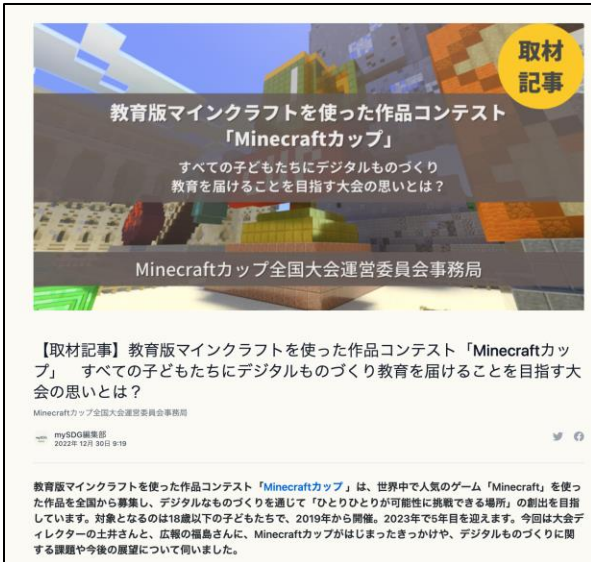 取材
記事
教育版マインクラフトを使った作品コンテスト
「Minecraftカップ」
すべての子どもたちにデジタルものづくり
教育を届けることを目指す大会の思いとは？
Minecraftカップ全国大会運営委員会事務局
【取材記事】教育版マインクラフトを使った作品コンテスト「Minecraftカッ
プ」　すべての子どもたちにデジタルものづくり教育を届けることを目指す大
会の思いとは？
Minecraftカップ全国大会運営委員会事務局
mySDG編集部
2022年 12月 30日 9:19
教育版マインクラフトを使った作品コンテスト「Minecraftカップ 」は、世界中で人気のゲーム「Minecraft」を使っ
た作品を全国から募集し、デジタルなものづくりを通じて「ひとりひとりが可能性に挑戦できる場所」の創出を目指
しています。対象となるのは18歳以下の子どもたちで、2019年から開催。2023年で5年目を迎えます。今回は大会デ
ィレクターの土井さんと、広報の福島さんに、Minecraftカップがはじまったきっかけや、デジタルものづくりに関
する課題や今後の展望について伺いました。